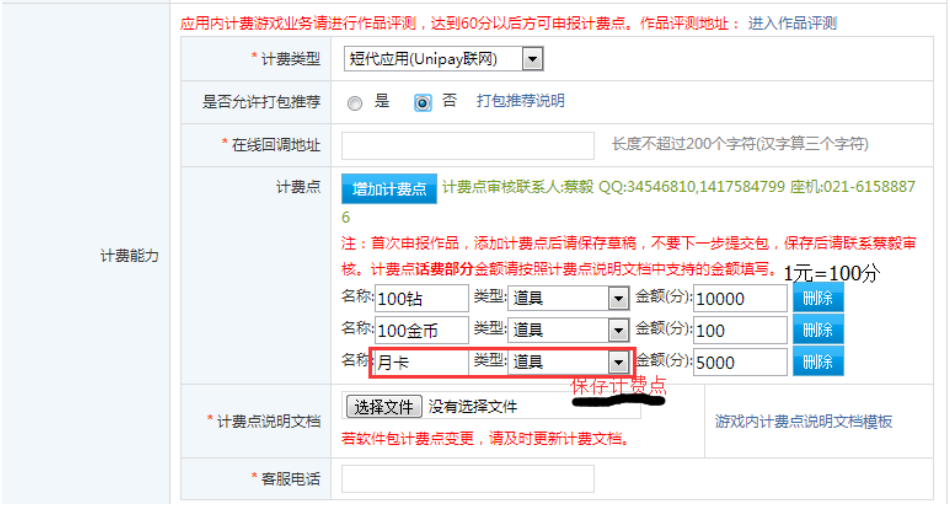 应用内计费游戏业务请进行作品评测，达到60分以后方可申报计费点。作品评测地址： 进入作品评测
* 计费类型 短代应用(Unipay联网)
是否允许打包推荐 是 否 打包推荐说明
* 在线回调地址 长度不超过200个字符(汉字算三个字符)
计费点 增加计费点 计费点审核联系人:蔡毅 QQ:34546810,1417584799 座机:021-6158887
6
注：首次申报作品，添加计费点后请保存草稿，不要下一步提交包，保存后请联系蔡毅审
计费能力
核。计费点话费部分金额请按照计费点说明文档中支持的金额填写。 1元=100分
名称: 100钻 类型: 道具 金额(分): 10000 删除
名称: 100金币 类型: 道具 金额(分): 100 删除
名称: 月卡 类型: 道具 金额(分): 5000 删除
保存计费点
* 计费点说明文档 选择文件 没有选择文件 游戏内计费点说明文档模板
若软件包计费点变更，请及时更新计费文档。
* 客服电话